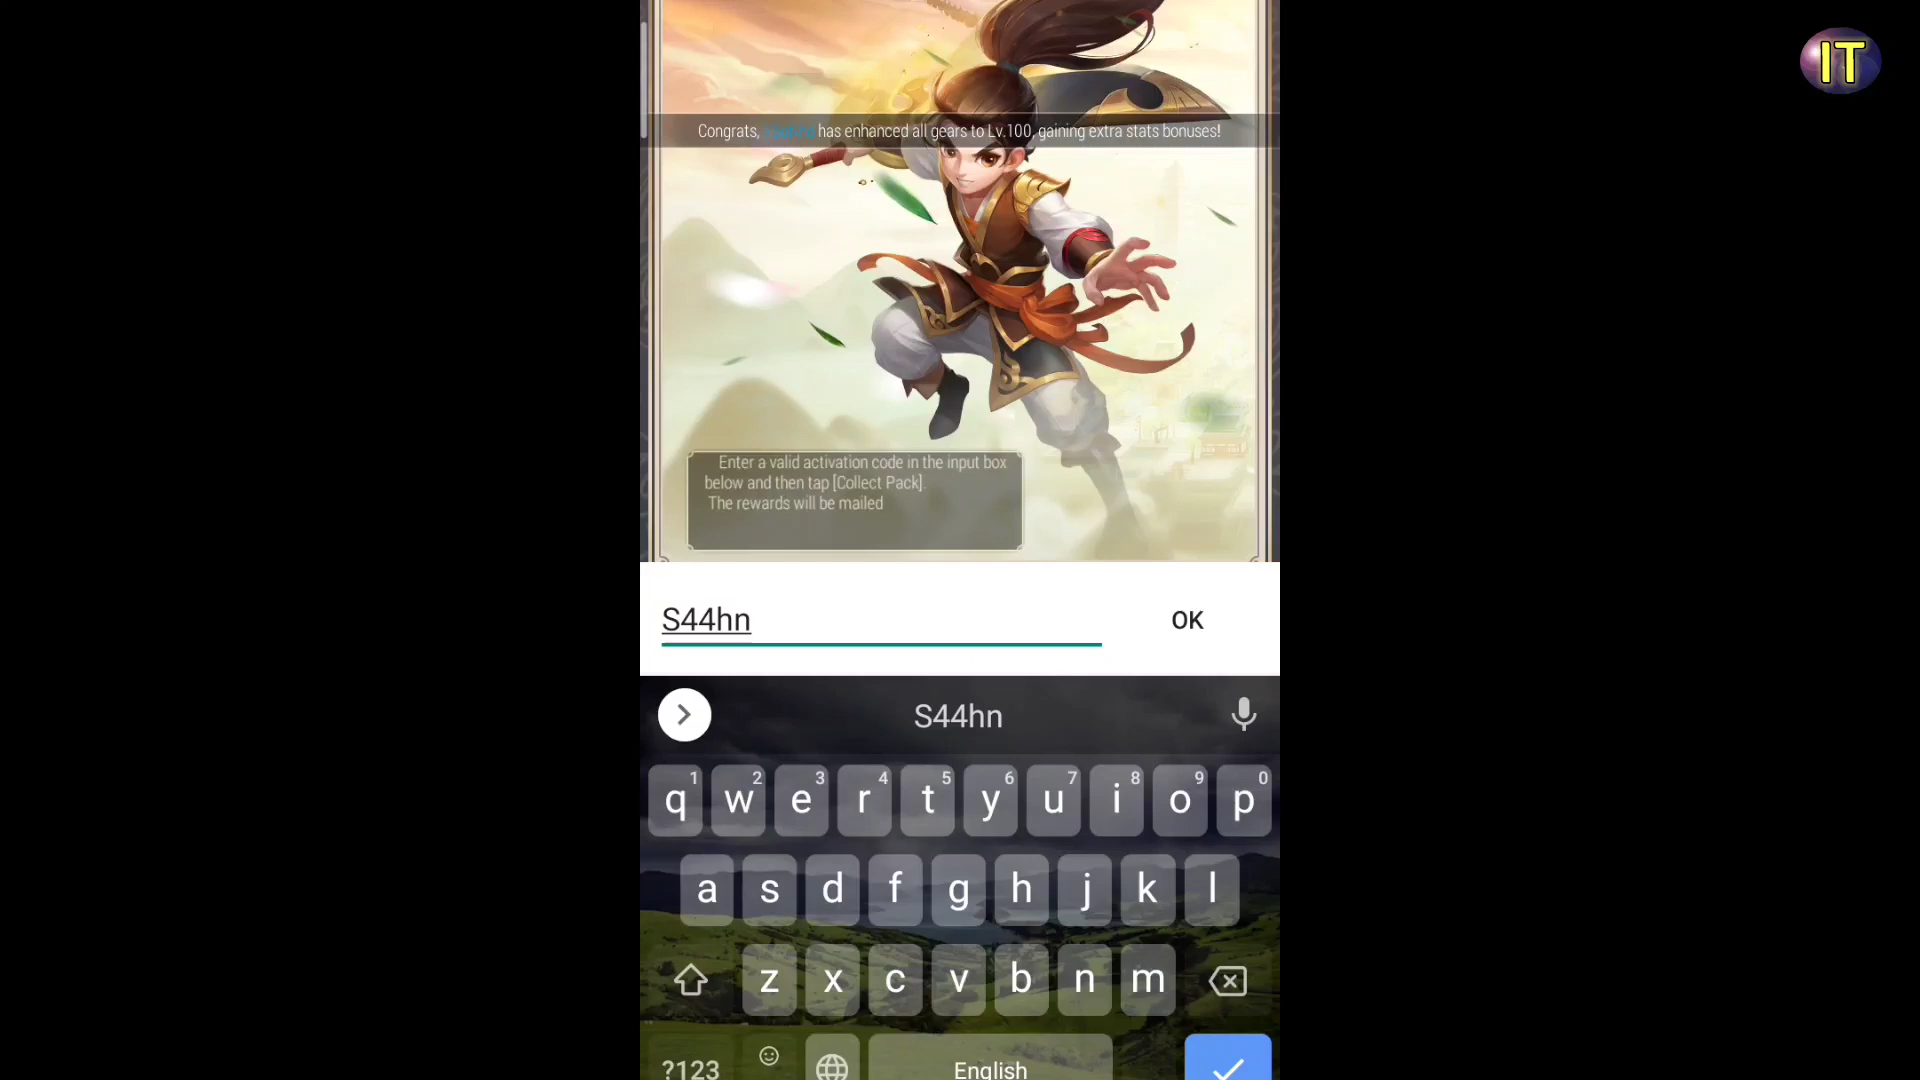 IT
Congrats, has enhanced all gears to Lv.100, gaining extra stats bonuses!
Enter a valid activation code in the input box
below and then tap [Collect Pack].
The rewards will be mailed
S44hn
OK
S44hn
1 2 3 4 5 6 7 8 9 0
q w e r t y u i o p
a s d f g h j k l
z x c v b n m
?123 English